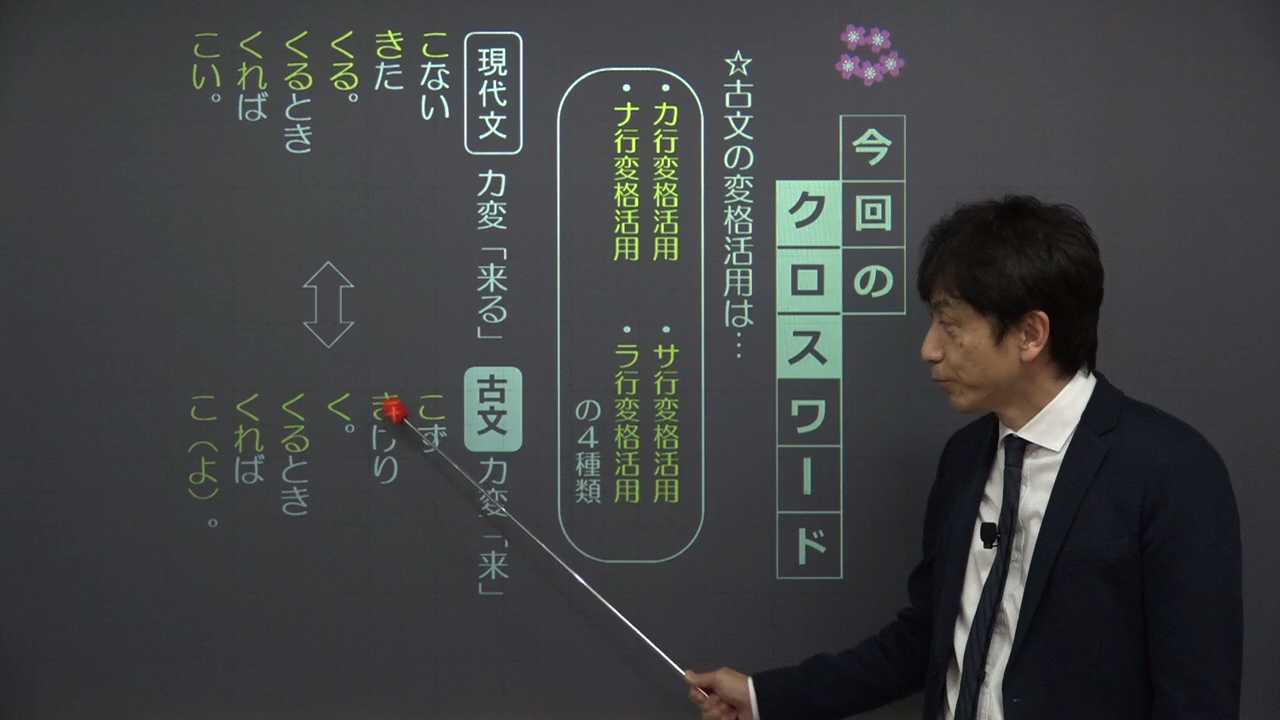 今回の
クロスワード
☆古文の変格活用は…
・カ行変格活用
・サ行変格活用
・ナ行変格活用
・ラ行変格活用
の4種類
現代文
カ変「来る」
こない
きた
くる。
くるとき
くれば
こい。
古文
カ変「来」
こず
きけり
く。
くるとき
くれば
こ（よ）。